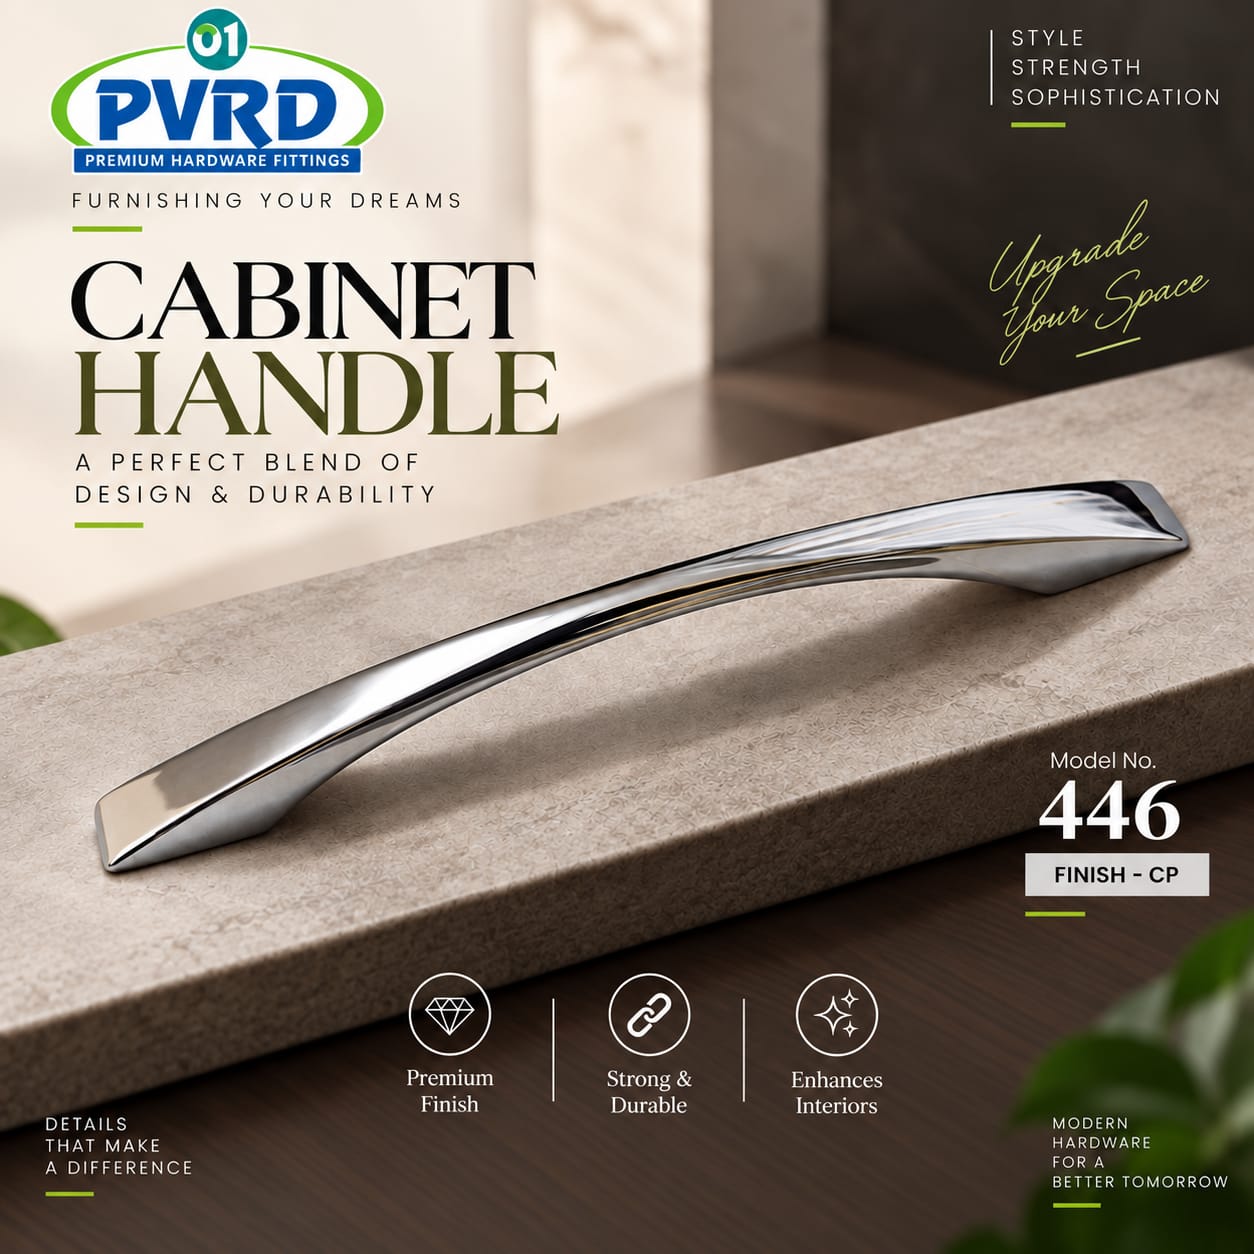 01
PVRD
PREMIUM HARDWARE FITTINGS
FURNISHING YOUR DREAMS
CABINET
HANDLE
A PERFECT BLEND OF
DESIGN & DURABILITY
STYLE
STRENGTH
SOPHISTICATION
Upgrade
Your Space
Model No.
446
FINISH - CP
Premium
Finish
Strong &
Durable
Enhances
Interiors
DETAILS
THAT MAKE
A DIFFERENCE
MODERN
HARDWARE
FOR A
BETTER TOMORROW